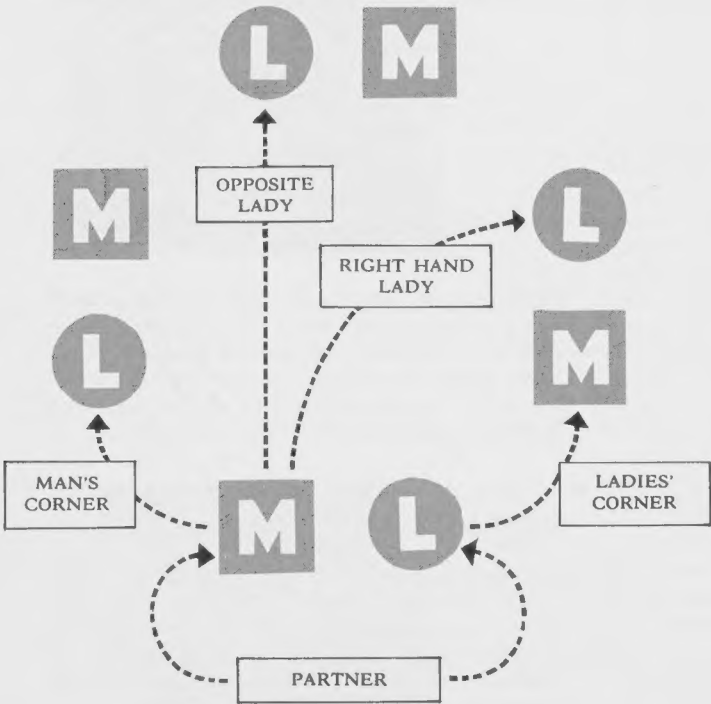 L M
OPPOSITE
LADY
M
L
RIGHT HAND
LADY
L
M
MAN'S
CORNER
LADIES'
CORNER
M L
PARTNER